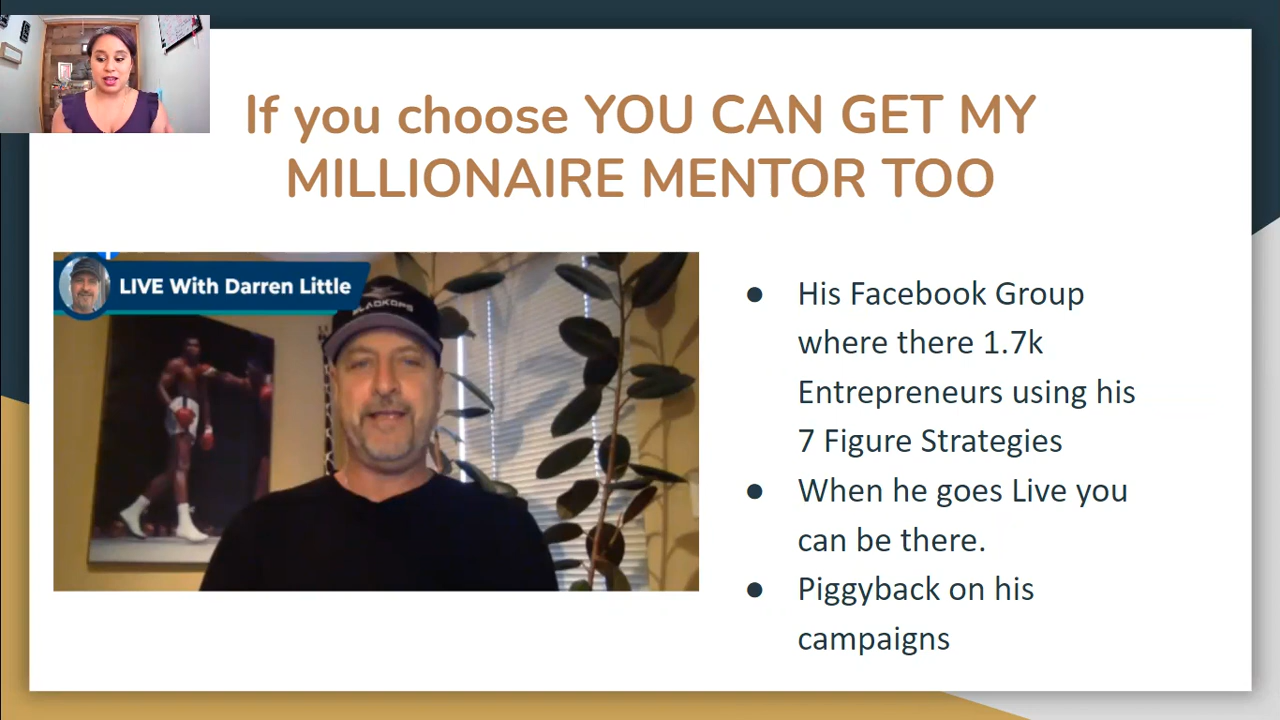 If you choose YOU CAN GET MY
MILLIONAIRE MENTOR TOO
LIVE With Darren Little
BLACKOPS
● His Facebook Group
where there 1.7k
Entrepreneurs using his
7 Figure Strategies
● When he goes Live you
can be there.
● Piggyback on his
campaigns